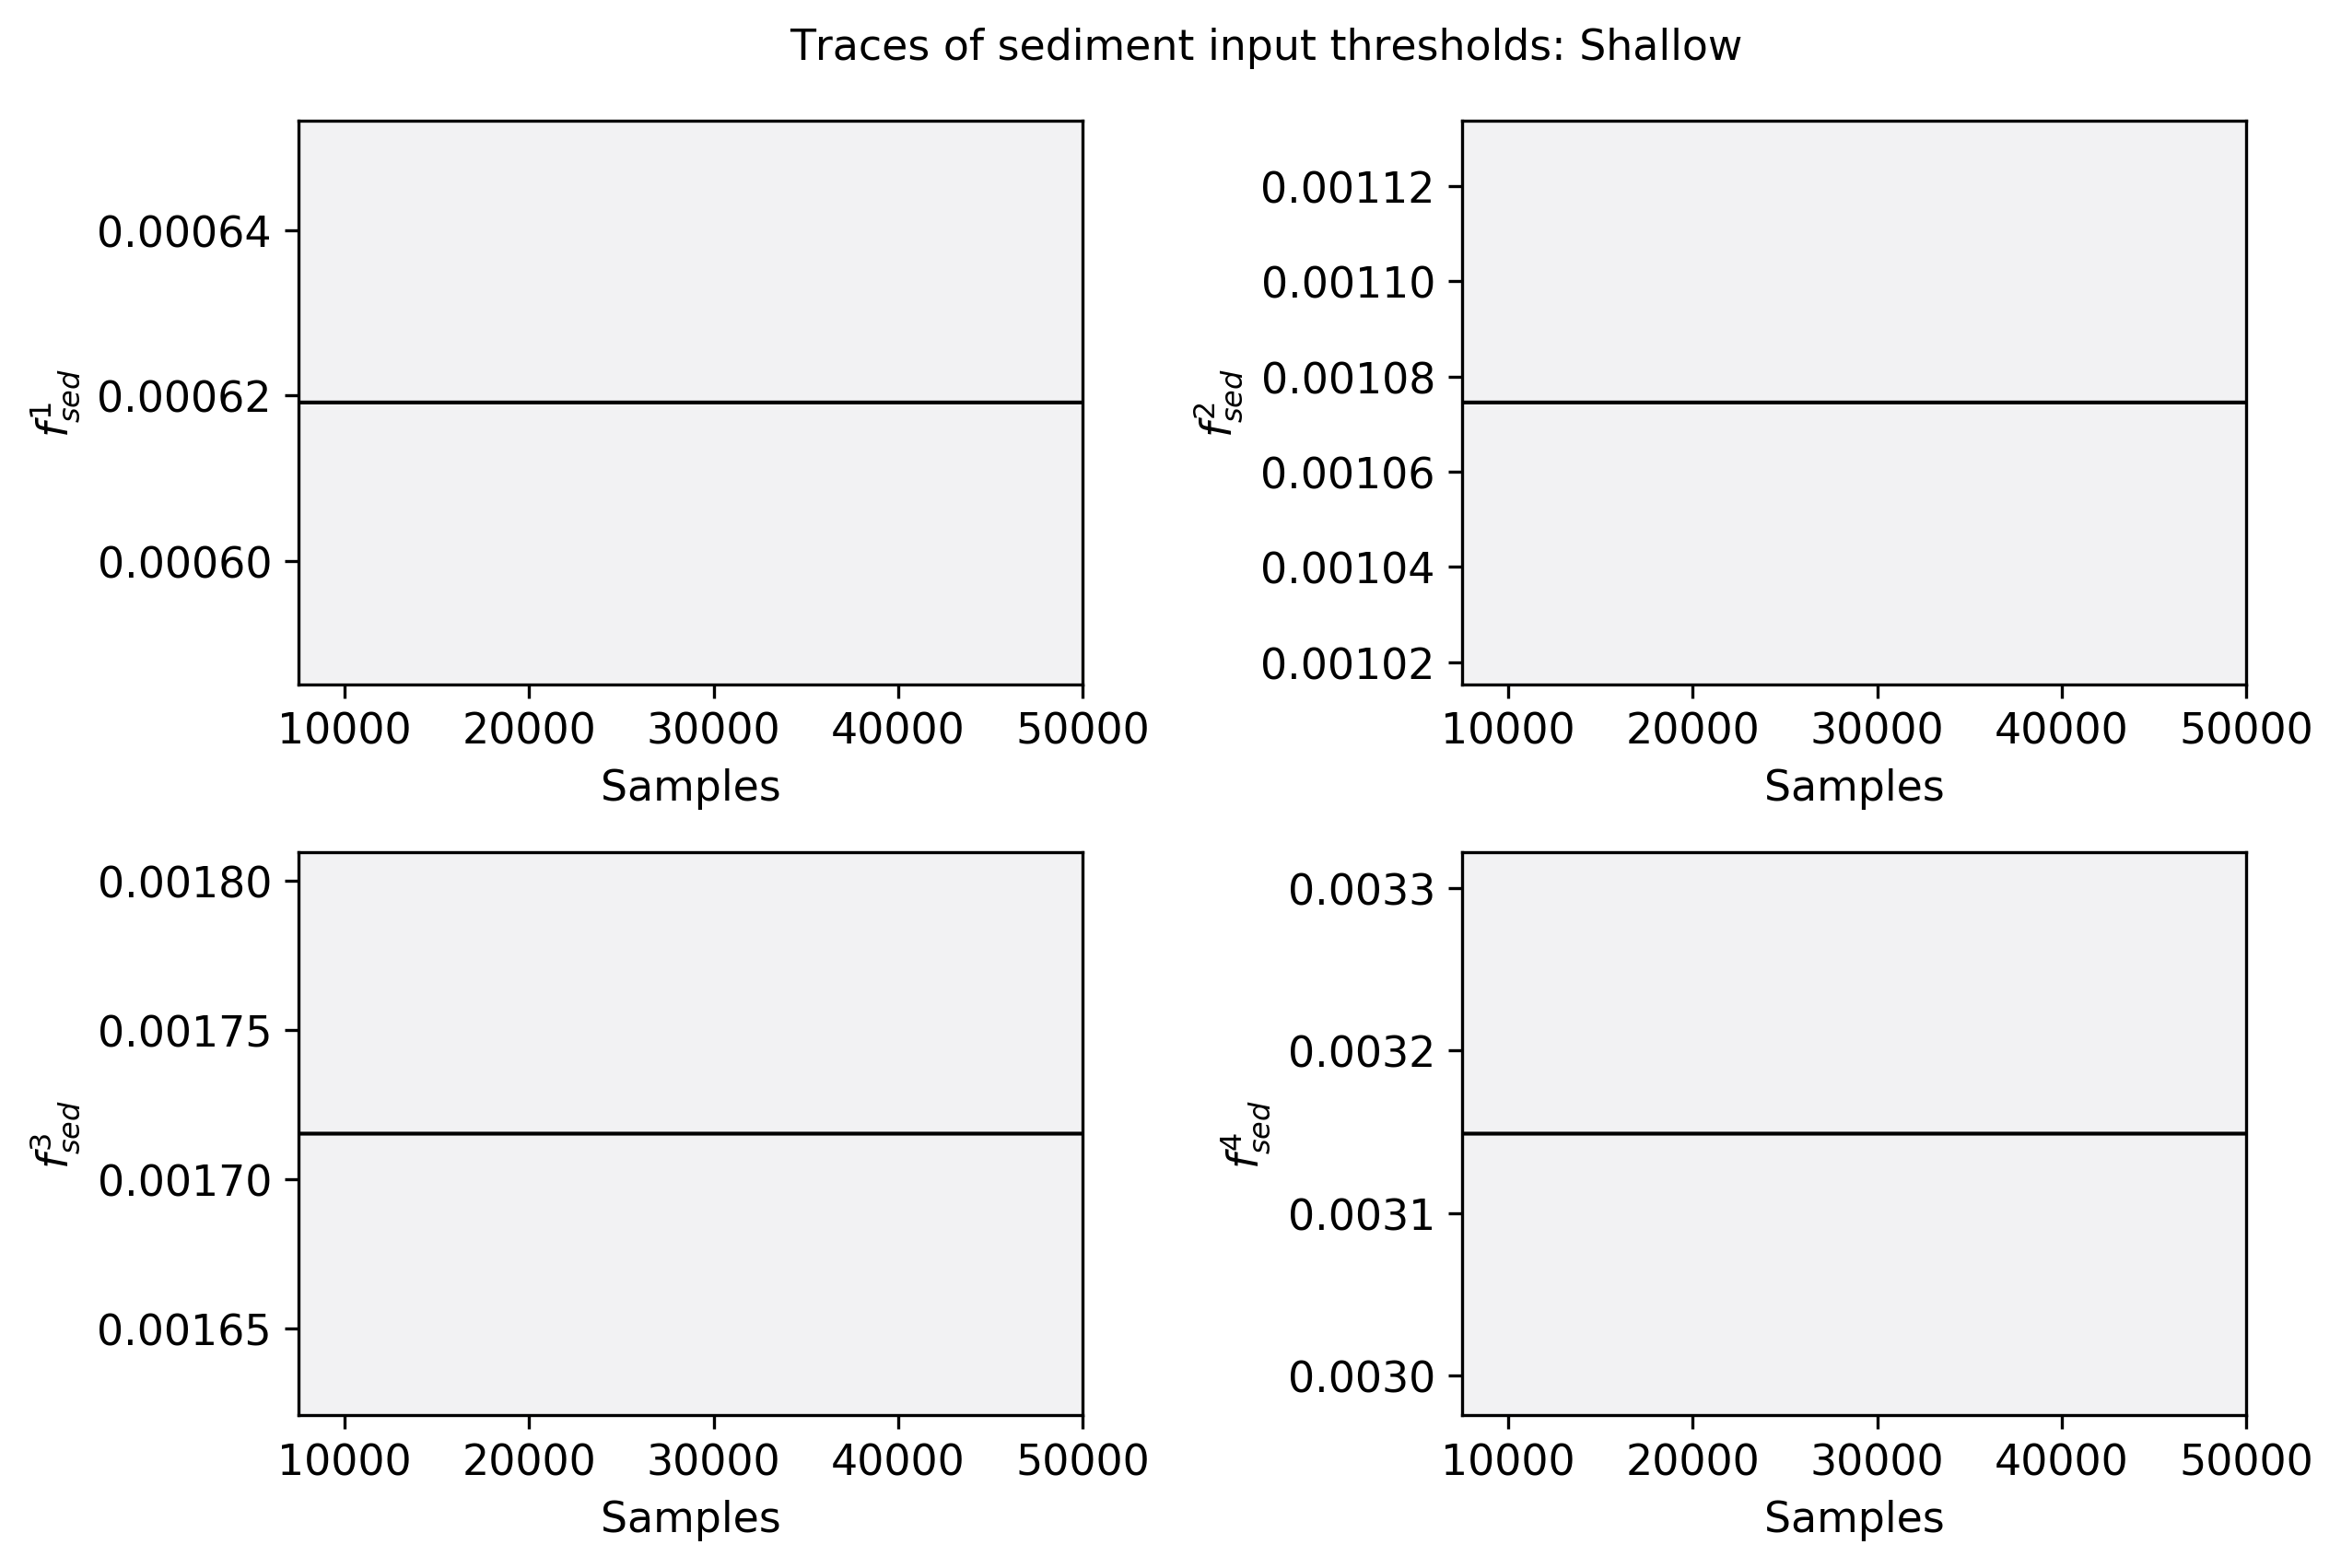 Traces of sediment input thresholds: Shallow
0.00064
0.00062
0.00060
f¹sed
10000 20000 30000 40000 50000
Samples
0.00112
0.00110
0.00108
0.00106
0.00104
0.00102
f²sed
10000 20000 30000 40000 50000
Samples
0.00180
0.00175
0.00170
0.00165
f³sed
10000 20000 30000 40000 50000
Samples
0.0033
0.0032
0.0031
0.0030
f⁴sed
10000 20000 30000 40000 50000
Samples